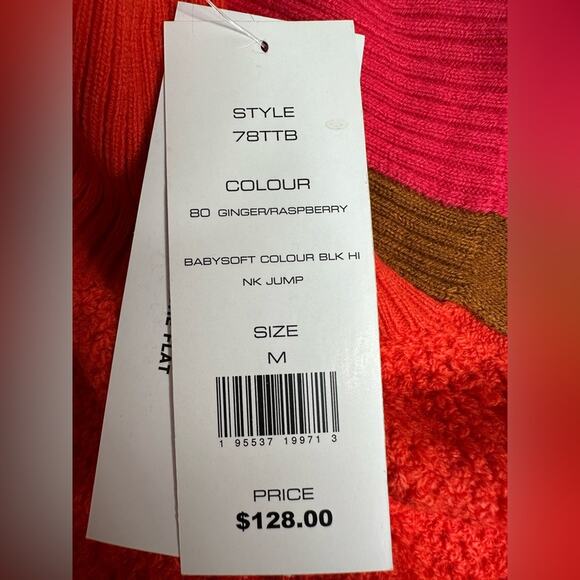 STYLE
78TTB
COLOUR
80 GINGER/RASPBERRY
BABYSOFT COLOUR BLK HI
NK JUMP
SIZE
M
1 95537 19971 3
PRICE
$128.00
FLAT